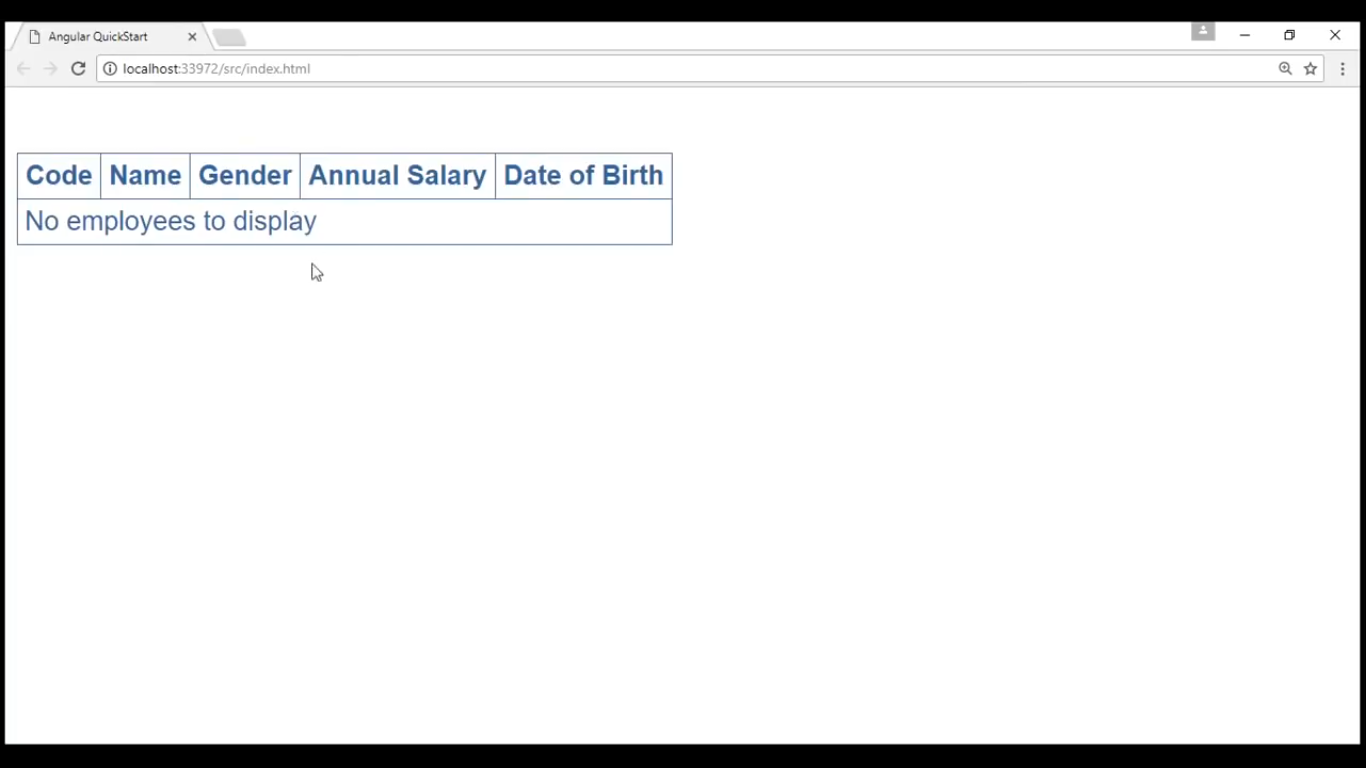 Angular QuickStart
localhost:33972/src/index.html
Code Name Gender Annual Salary Date of Birth
No employees to display